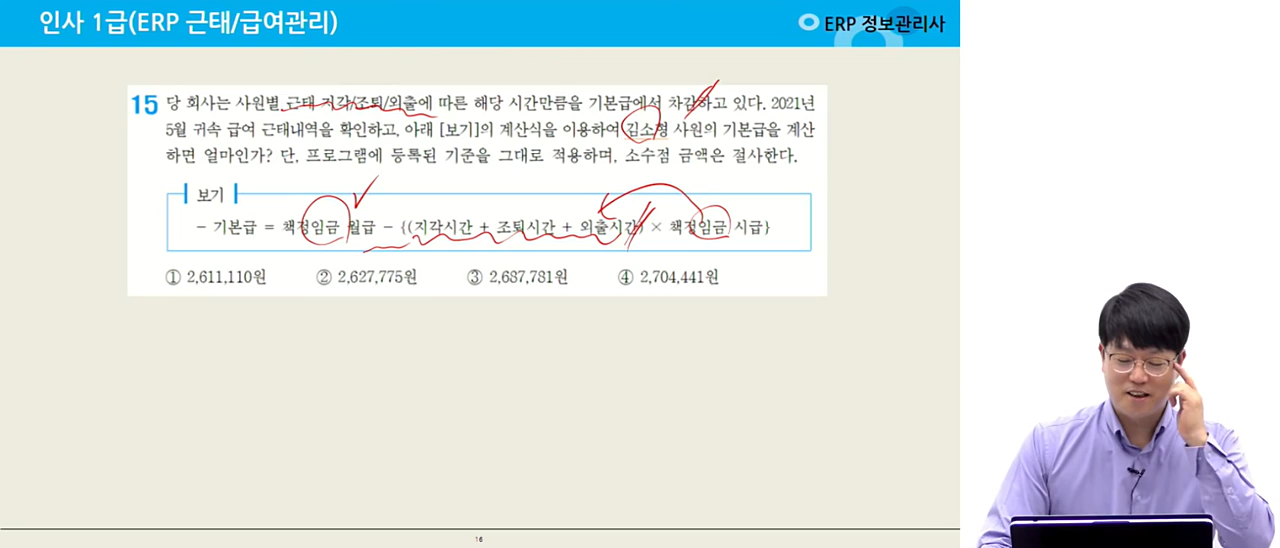 인사 1급(ERP 근태/급여관리)
ERP 정보관리사
15 당 회사는 사원별 근태 지각/조퇴/외출에 따른 해당 시간만큼을 기본급에서 차감하고 있다. 2021년
5월 귀속 급여 근태내역을 확인하고, 아래 [보기]의 계산식을 이용하여 김소형 사원의 기본급을 계산
하면 얼마인가? 단, 프로그램에 등록된 기준을 그대로 적용하며, 소수점 금액은 절사한다.
보기
- 기본급 = 책정임금 월급 - {(지각시간 + 조퇴시간 + 외출시간) × 책정임금 시급}
① 2,611,110원 ② 2,627,775원 ③ 2,687,781원 ④ 2,704,441원
16